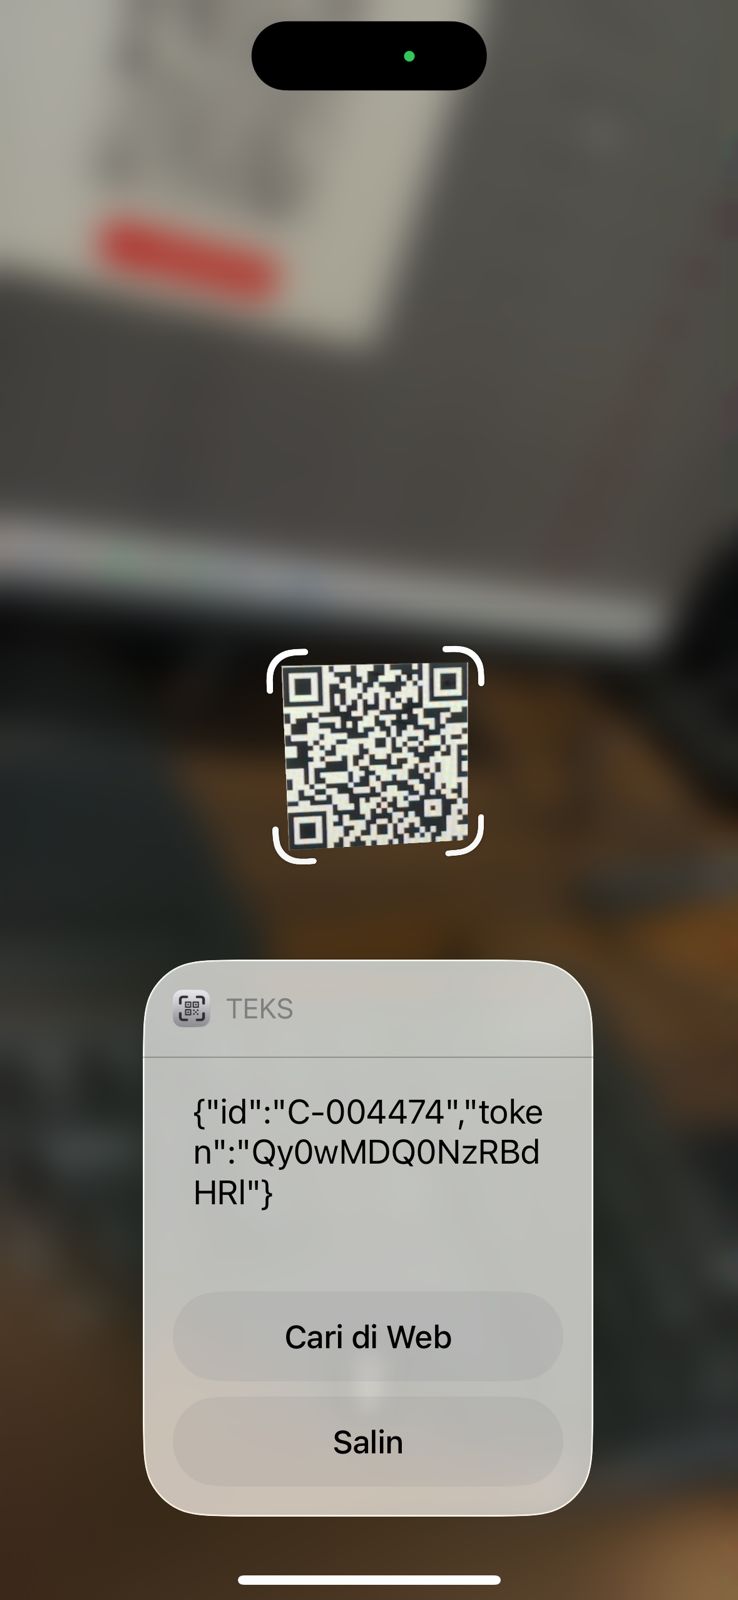 TEKS
{"id":"C-004474","toke
n":"Qy0wMDQ0NzRBd
HRl"}
Cari di Web
Salin